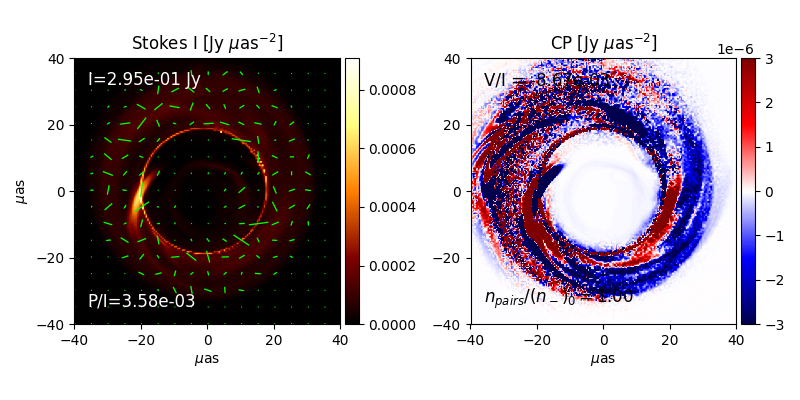 Stokes I [Jy μas⁻²]
I=2.95e-01 Jy
P/I=3.58e-03
40
20
0
−20
−40
μas
−40 −20 0 20 40
μas
0.0008
0.0006
0.0004
0.0002
0.0000
CP [Jy μas⁻²]
1e−6
V/I =
n_pairs/(n_−)_0 = 1.00
40
20
0
−20
−40
−40 −20 0 20 40
μas
3
2
1
0
−1
−2
−3